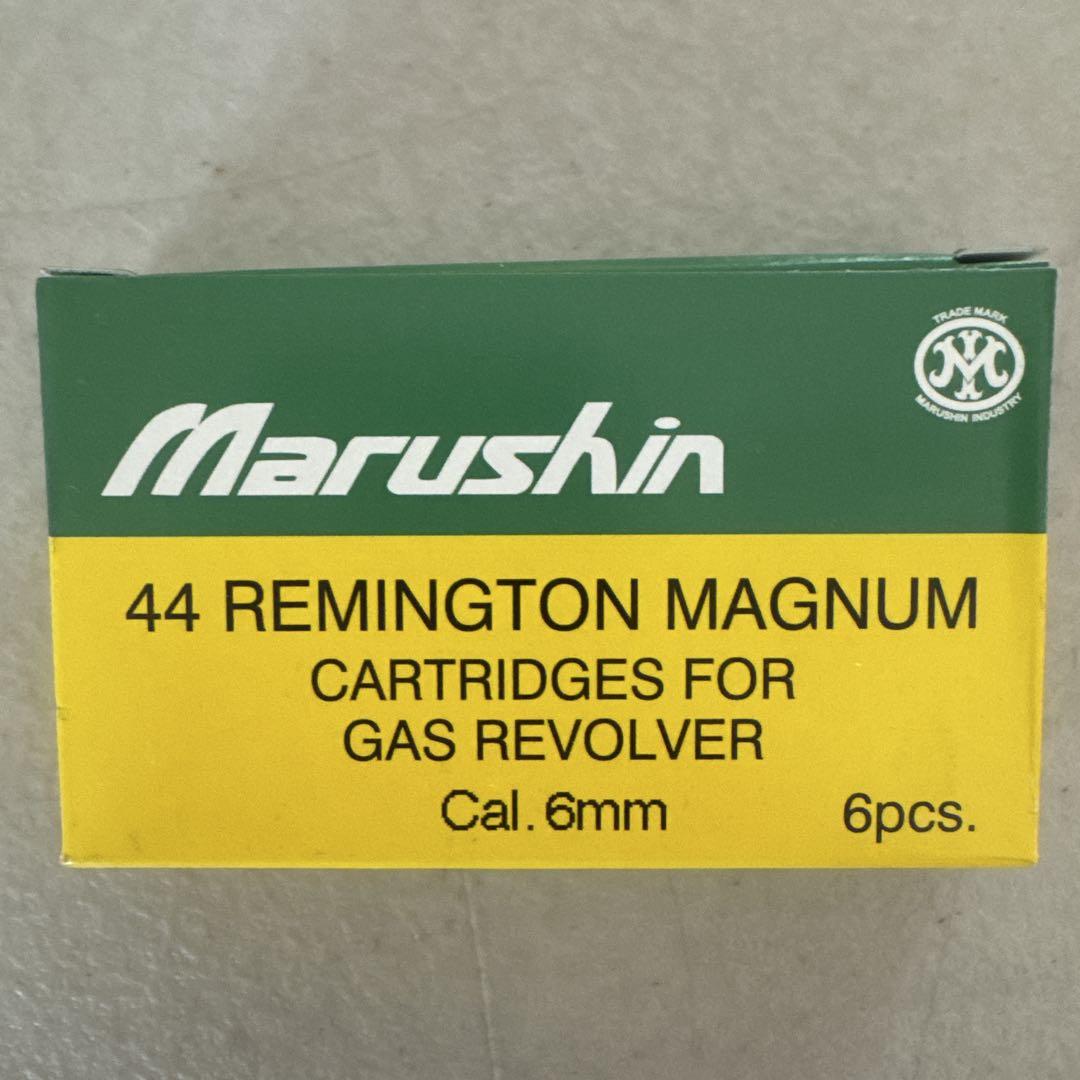 TRADE MARK
M
MARUSHIN INDUSTRY
Marushin
44 REMINGTON MAGNUM
CARTRIDGES FOR
GAS REVOLVER
Cal. 6mm 6pcs.